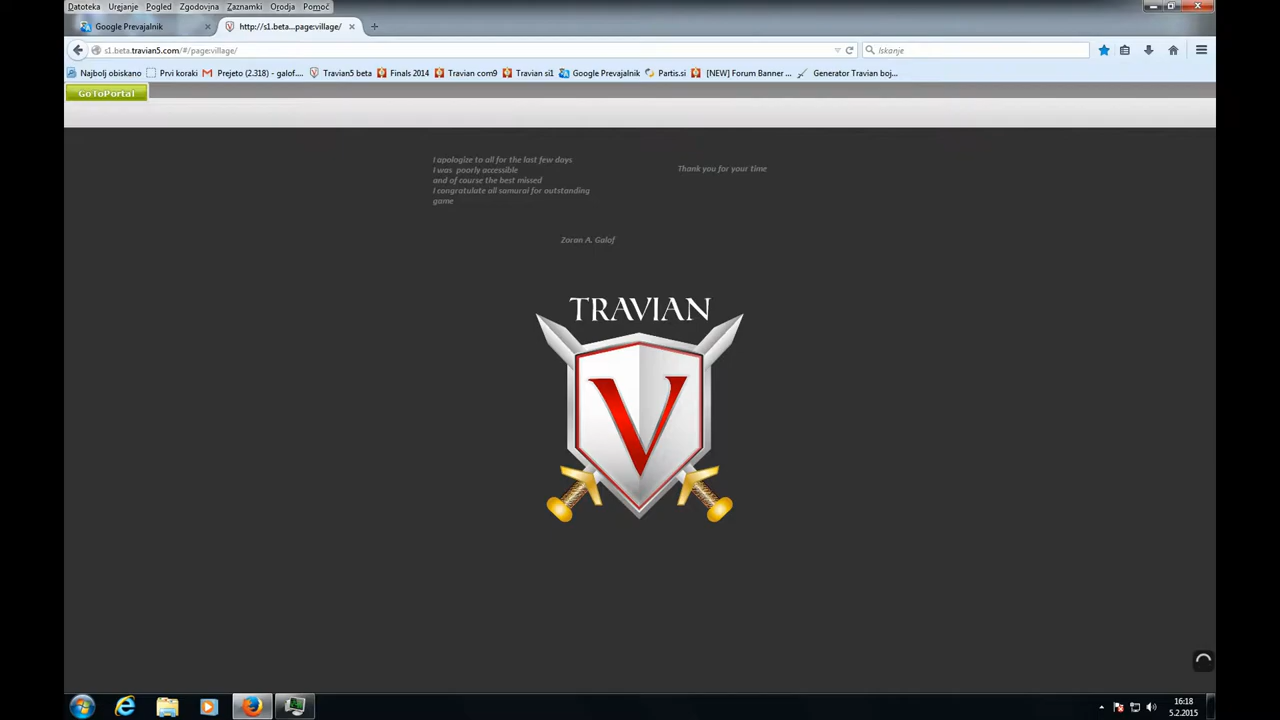 Datoteka Urejanje Pogled Zgodovina Zaznamki Orodja Pomoč
Google Prevajalnik × http://s1.beta...page:village/ × +
s1.beta.travian5.com/#/page:village/ Iskanje
Najbolj obiskano Prvi koraki Prejeto (2.318) - galof.... Travian5 beta Finals 2014 Travian com9 Travian si1 Google Prevajalnik Partis.si [NEW] Forum Banner ... Generator Travian boj...
GoToPortal
I apologize to all for the last few days
I was poorly accessible
and of course the best missed
I congratulate all samurai for outstanding
game
Thank you for your time
Zoran A. Galof
TRAVIAN
V
16:18
5.2.2015